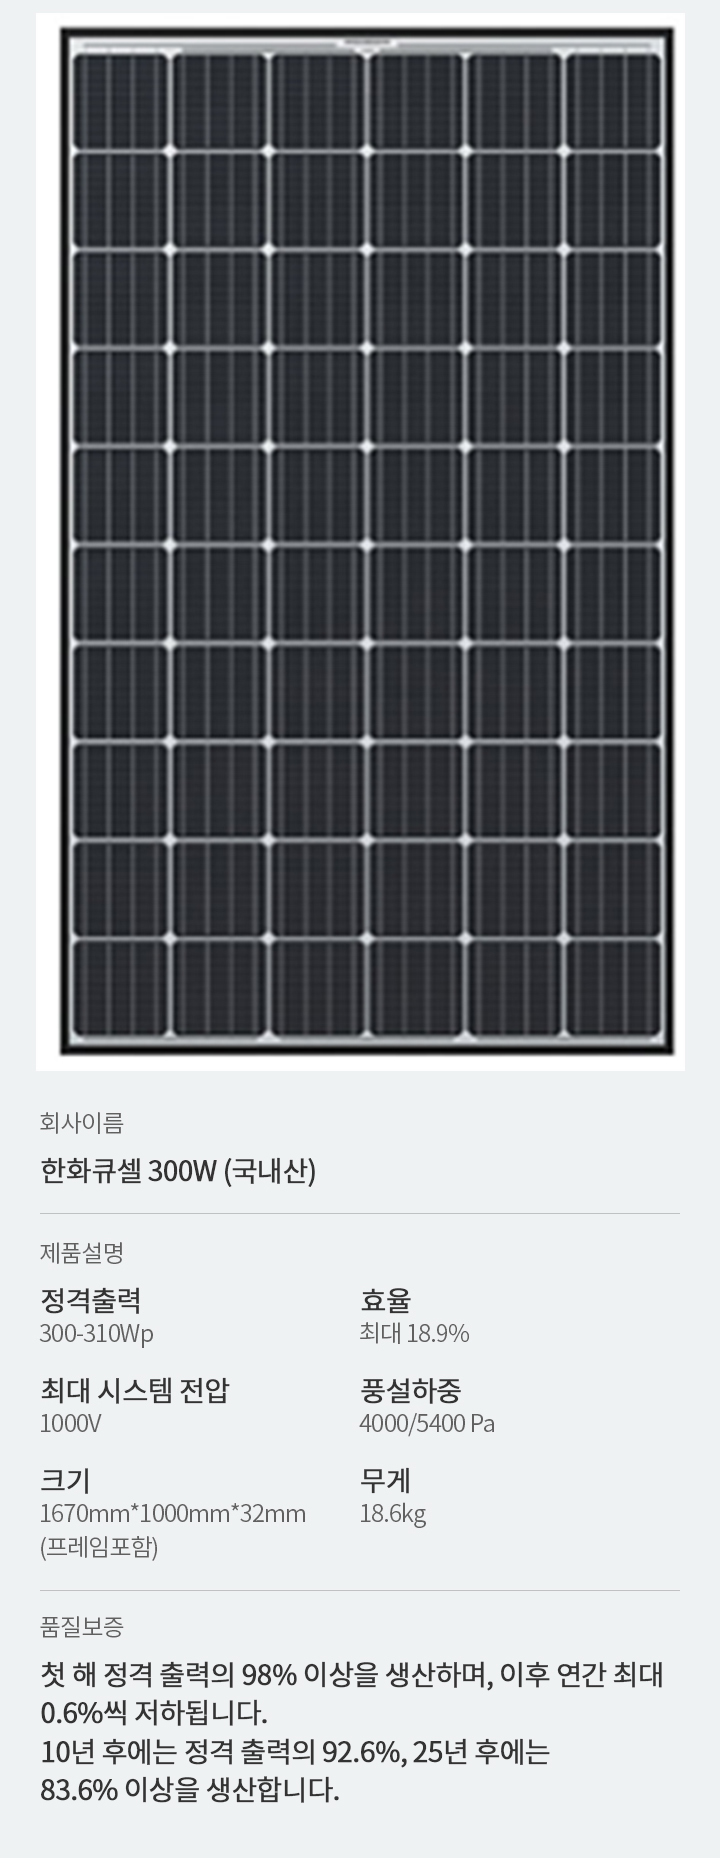 회사이름
한화큐셀 300W (국내산)
제품설명
정격출력
300-310Wp
효율
최대 18.9%
최대 시스템 전압
1000V
풍설하중
4000/5400 Pa
크기
1670mm*1000mm*32mm
(프레임포함)
무게
18.6kg
품질보증
첫 해 정격 출력의 98% 이상을 생산하며, 이후 연간 최대
0.6%씩 저하됩니다.
10년 후에는 정격 출력의 92.6%, 25년 후에는
83.6% 이상을 생산합니다.